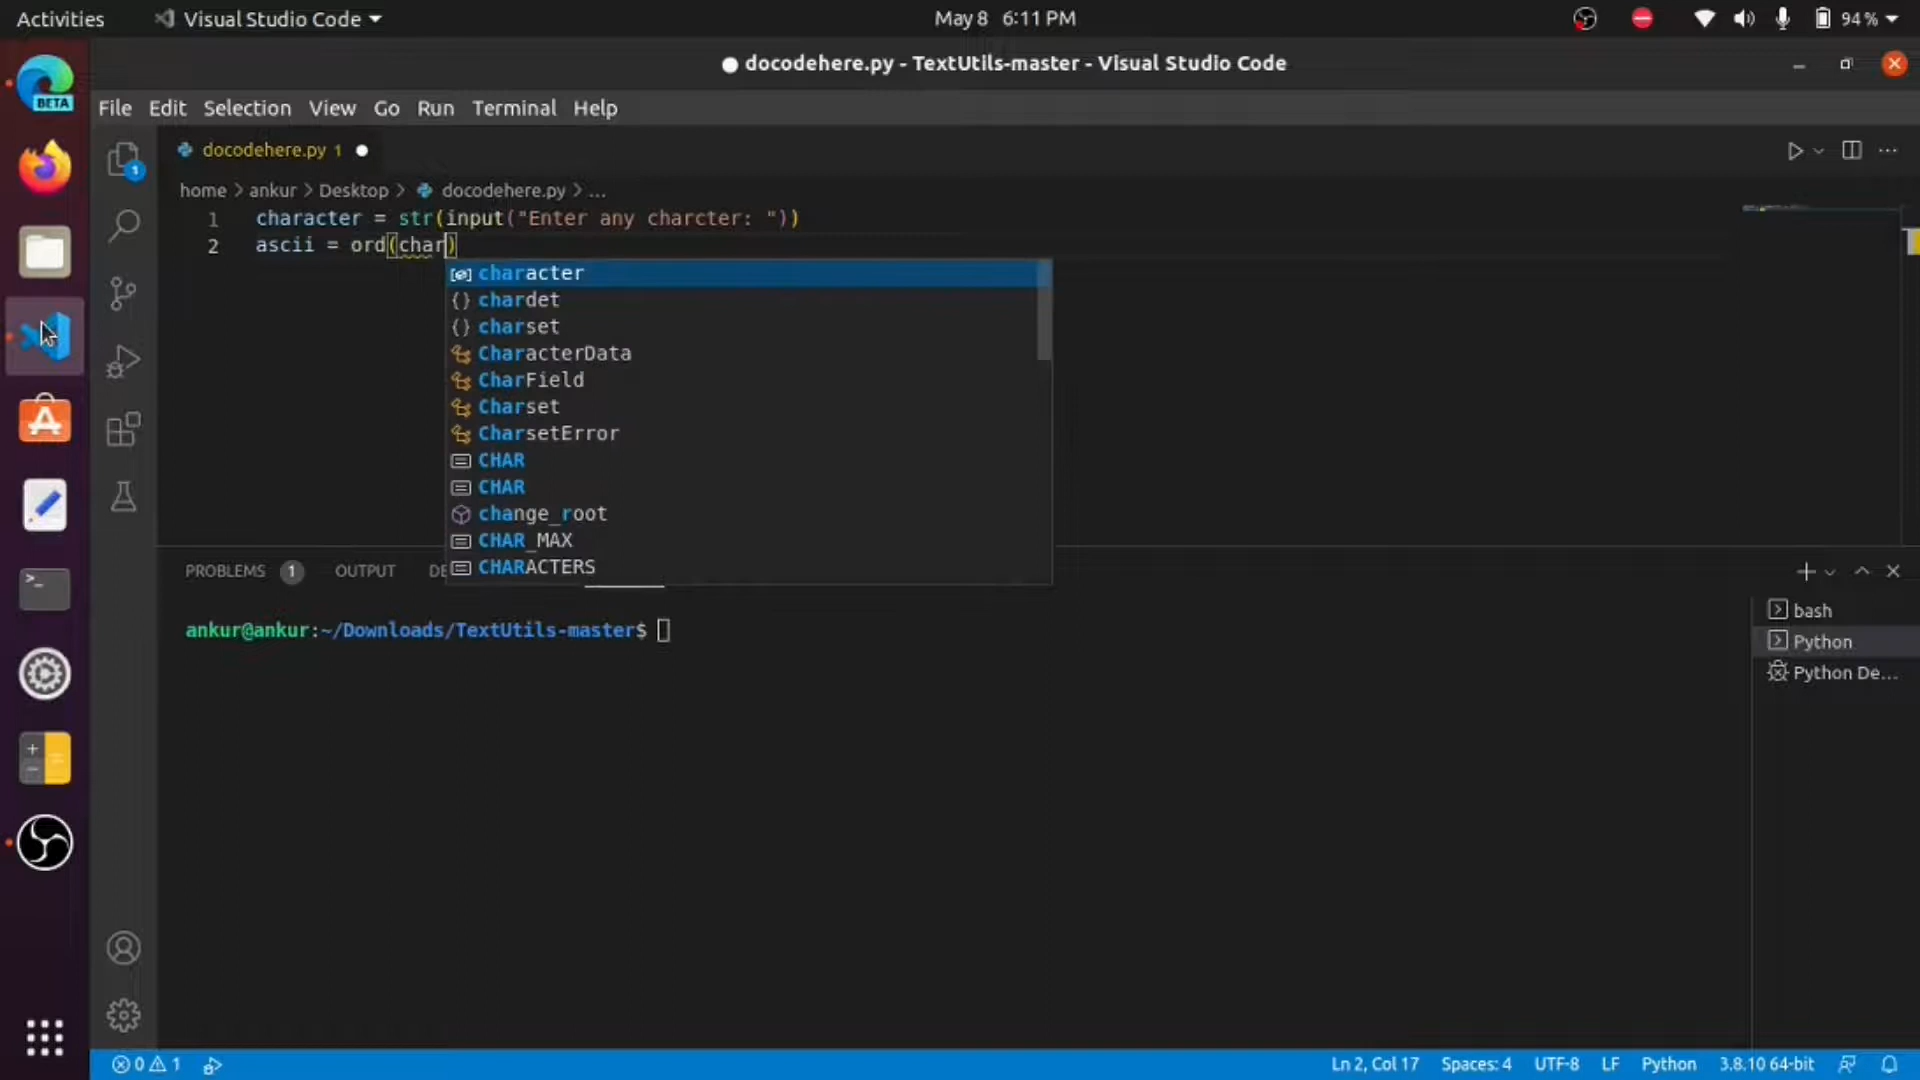 Activities Visual Studio Code May 8 6:11 PM 94 %
docodehere.py - TextUtils-master - Visual Studio Code
BETA
File Edit Selection View Go Run Terminal Help
docodehere.py 1
home > ankur > Desktop > docodehere.py > ...
1 character = str(input("Enter any charcter: "))
2 ascii = ord(char)
character
chardet
charset
CharacterData
CharField
Charset
CharsetError
CHAR
CHAR
change_root
CHAR_MAX
CHARACTERS
PROBLEMS 1 OUTPUT DE
ankur@ankur:~/Downloads/TextUtils-master$
bash
Python
Python De...
0 1 Ln 2, Col 17 Spaces: 4 UTF-8 LF Python 3.8.10 64-bit